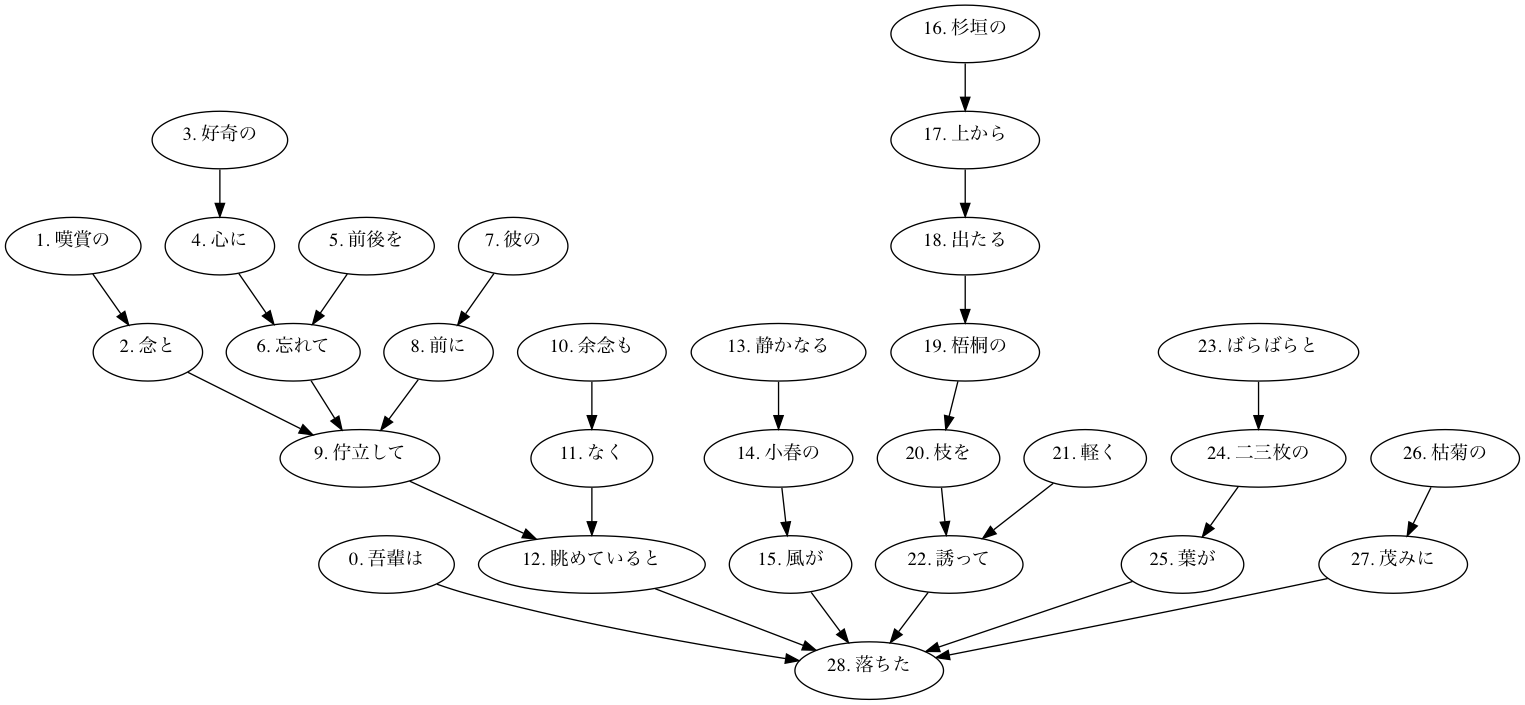 16. 杉垣の
3. 好奇の
17. 上から
1. 嘆賞の
4. 心に
5. 前後を
7. 彼の
18. 出たる
2. 念と
6. 忘れて
8. 前に
10. 余念も
13. 静かなる
19. 梧桐の
23. ばらばらと
9. 佇立して
11. なく
14. 小春の
20. 枝を
21. 軽く
24. 二三枚の
26. 枯菊の
0. 吾輩は
12. 眺めていると
15. 風が
22. 誘って
25. 葉が
27. 茂みに
28. 落ちた